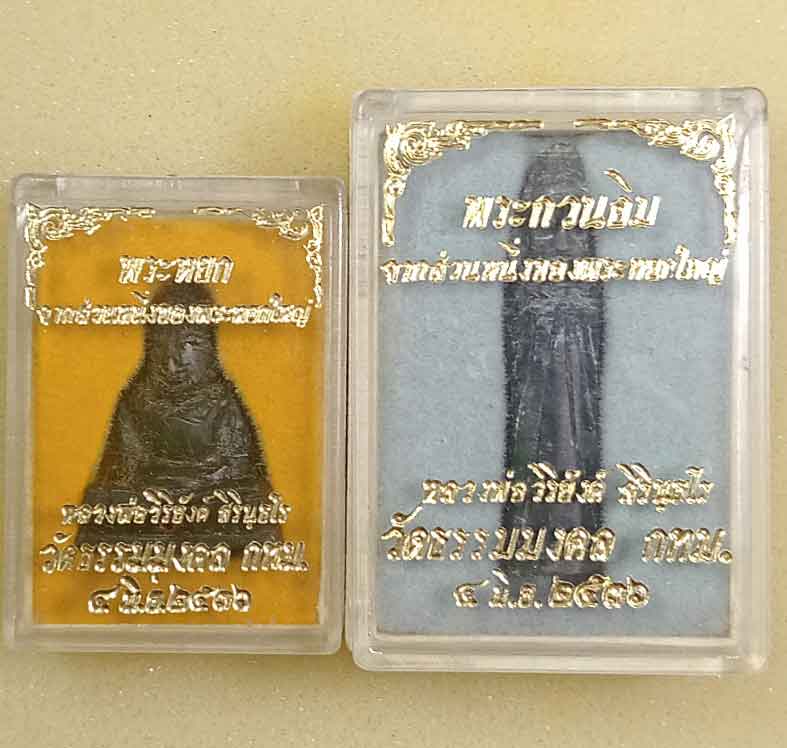 พระหยก
จากส่วนหนึ่งของพระหยกใหญ่
หลวงพ่อวิริยังค์ สิรินฺธโร
วัดธรรมมงคล กทม.
๔ มิ.ย. ๒๕๓๖
พระกวนอิม
จากส่วนหนึ่งของพระหยกใหญ่
หลวงพ่อวิริยังค์ สิรินฺธโร
วัดธรรมมงคล กทม.
๔ มิ.ย. ๒๕๓๖